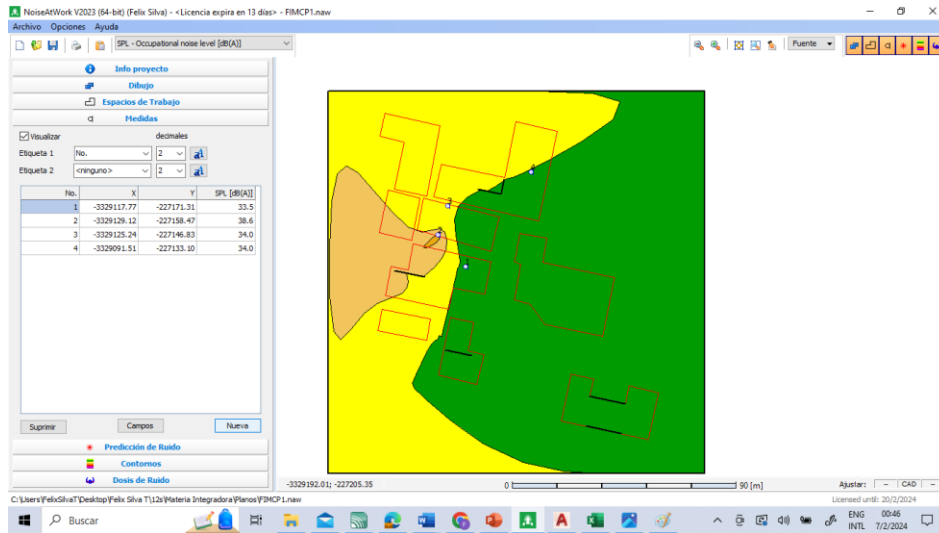 NoiseAtWork V2023 (64-bit) (Felix Silva) - <Licencia expira en 13 días> - FIMCP1.naw
Archivo Opciones Ayuda
SPL - Occupational noise level [dB(A)]
Fuente
Info proyecto
Dibujo
Espacios de Trabajo
Medidas
Visualizar decimales
Etiqueta 1 No. 2 a
Etiqueta 2 <ninguno> 2 a
No. X Y SPL [dB(A)]
1 -3329117.77 -227171.31 33.5
2 -3329129.12 -227158.47 38.6
3 -3329125.24 -227146.83 34.0
4 -3329091.51 -227133.10 34.0
4
3
2
1
Suprimir Campos Nueva
Predicción de Ruido
Contornos
Dosis de Ruido
-3329192.01; -227205.35 0 90 [m] Ajustar: - CAD -
C:\Users\FelixSilvaT\Desktop\Felix Silva T\12s\Materia Integradora\Planos\FIMCP1.naw Licensed until: 20/2/2024
Buscar ENG INTL 00:46 7/2/2024